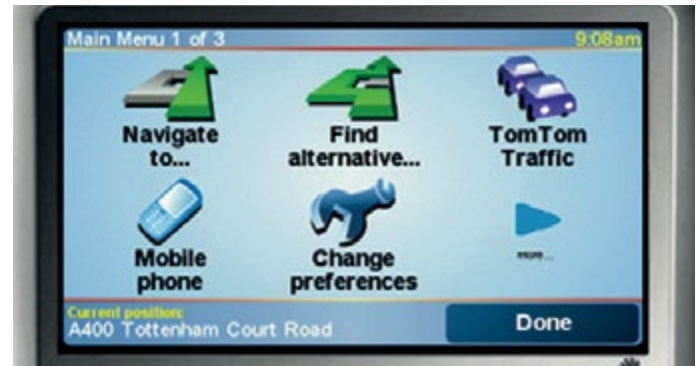 Main Menu 1 of 3
9:08am
Navigate
to...
Find
alternative...
TomTom
Traffic
Mobile
phone
Change
preferences
more...
Current position:
A400 Tottenham Court Road
Done